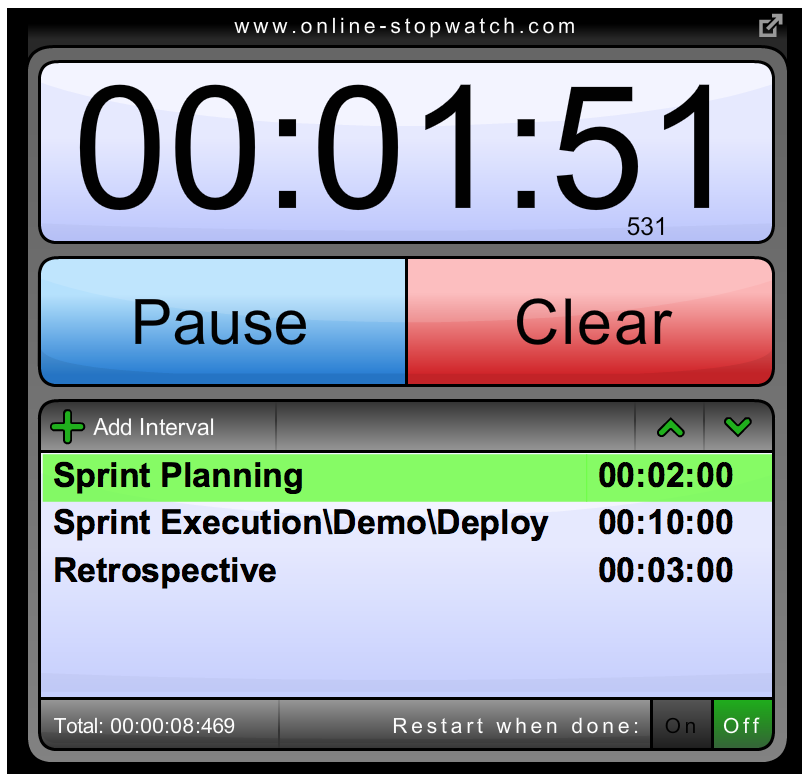 www.online-stopwatch.com
00:01:51
531
Pause Clear
Add Interval
Sprint Planning 00:02:00
Sprint Execution\Demo\Deploy 00:10:00
Retrospective 00:03:00
Total: 00:00:08:469 Restart when done: On Off